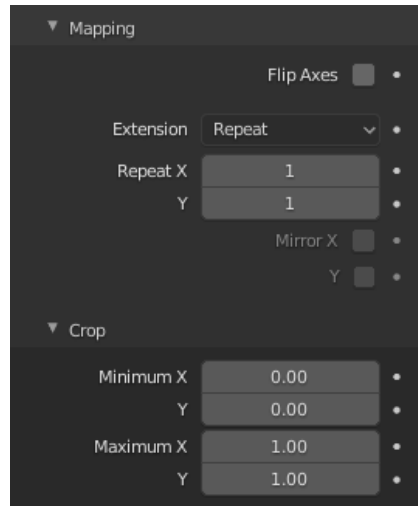 Mapping
Flip Axes
Extension Repeat
Repeat X 1
Y 1
Mirror X
Y
Crop
Minimum X 0.00
Y 0.00
Maximum X 1.00
Y 1.00